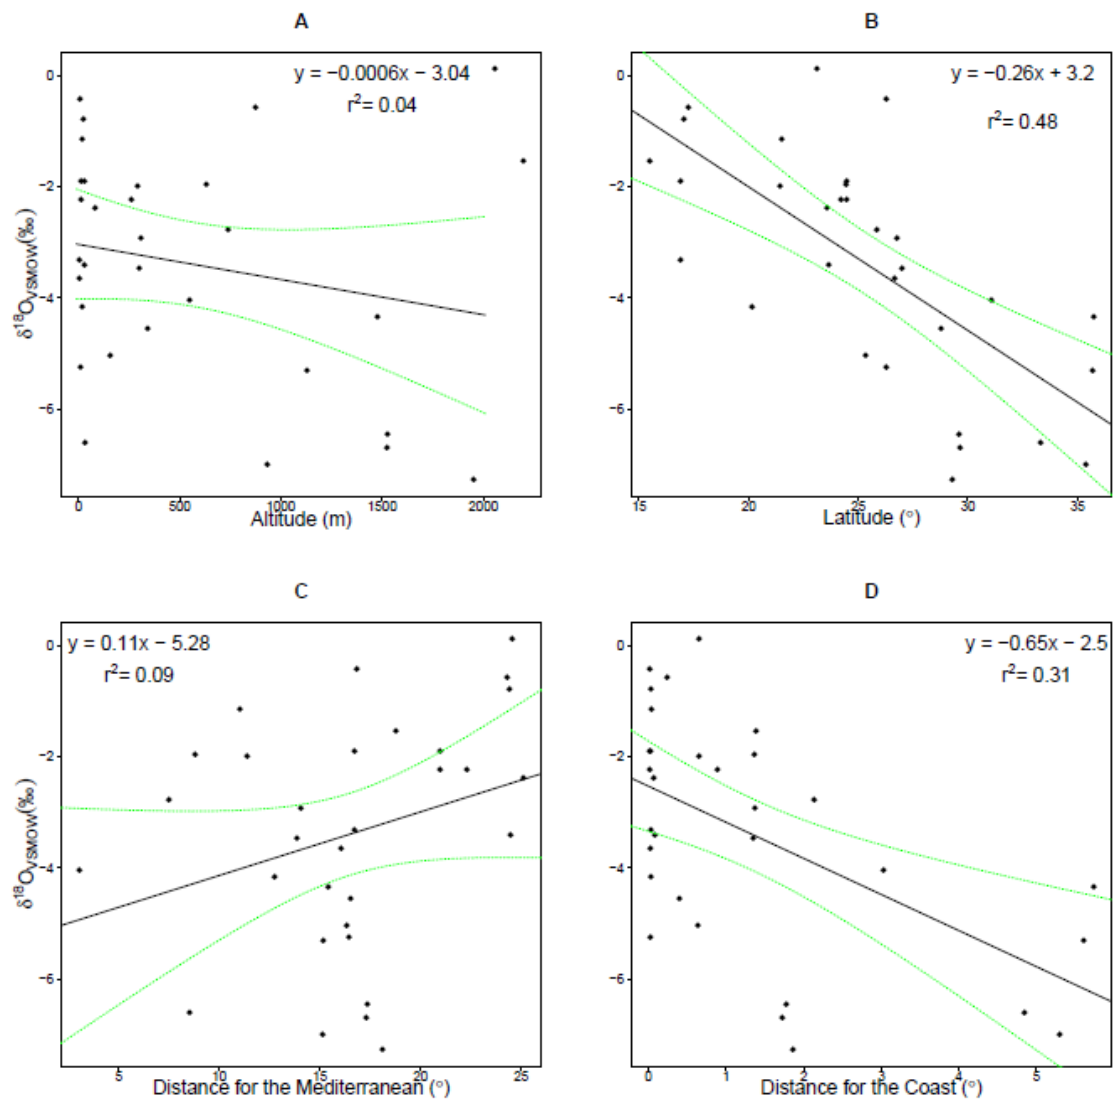 A
y = −0.0006x − 3.04
r²= 0.04
0
−2
−4
−6
δ¹⁸O_VSMOW(‰)
0 500 1000 1500 2000
Altitude (m)
B
y = −0.26x + 3.2
r²= 0.48
0
−2
−4
−6
15 20 25 30 35
Latitude (°)
C
y = 0.11x − 5.28
r²= 0.09
0
−2
−4
−6
δ¹⁸O_VSMOW(‰)
5 10 15 20 25
Distance for the Mediterranean (°)
D
y = −0.65x − 2.5
r²= 0.31
0
−2
−4
−6
0 1 2 3 4 5
Distance for the Coast (°)